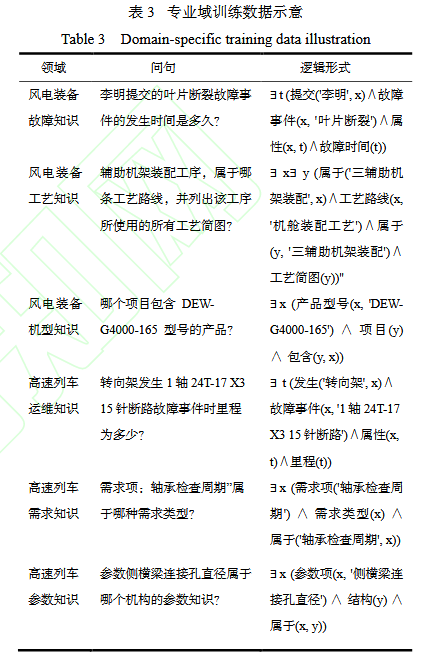 表 3 专业域训练数据示意
Table 3 Domain-specific training data illustration
领域 问句 逻辑形式
风电装备 李明提交的叶片断裂故障事 ∃ t (提交('李明', x)∧故障
故障知识 件的发生时间是多久? 事件(x, '叶片断裂')∧属
性(x, t)∧故障时间(t))
风电装备 辅助机架装配工序，属于哪 ∃ x∃ y (属于('三辅助机
工艺知识 条工艺路线，并列出该工序 架装配', x)∧工艺路线(x,
所使用的所有工艺简图? '机舱装配工艺')∧属于
(y, '三辅助机架装配')∧
工艺简图(y))"
风电装备 哪个项目包含 DEW- ∃x (产品型号(x, 'DEW-
机型知识 G4000-165 型号的产品? G4000-165') ∧ 项目(y)
∧ 包含(y, x))
高速列车 转向架发生 1 轴 24T-17 X3 ∃ t (发生('转向架', x)∧
运维知识 15 针断路故障事件时里程 故障事件(x, '1 轴 24T-17
为多少? X3 15 针断路')∧属性(x,
t)∧里程(t))
高速列车 需求项：轴承检查周期”属 ∃x (需求项('轴承检查周
需求知识 于哪种需求类型? 期') ∧ 需求类型(x) ∧
属于('轴承检查周期', x))
高速列车 参数侧横梁连接孔直径属于 ∃x (参数项(x, '侧横梁连
参数知识 哪个机构的参数知识? 接孔直径') ∧ 结构(y) ∧
属于(x, y))